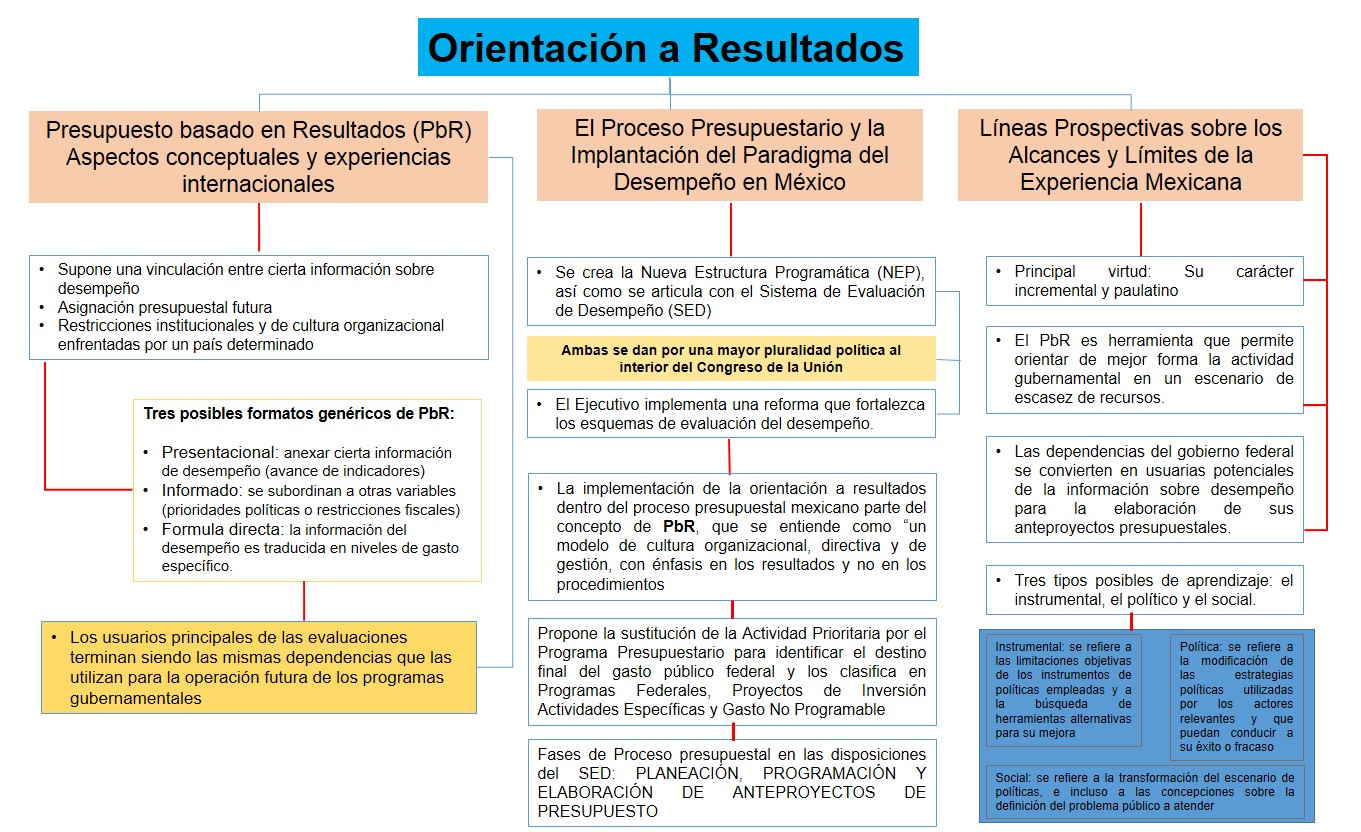 Orientación a Resultados
Presupuesto basado en Resultados (PbR)
Aspectos conceptuales y experiencias
internacionales
• Supone una vinculación entre cierta información sobre
desempeño
• Asignación presupuestal futura
• Restricciones institucionales y de cultura organizacional
enfrentadas por un país determinado
Tres posibles formatos genéricos de PbR:
• Presentacional: anexar cierta información
de desempeño (avance de indicadores)
• Informado: se subordinan a otras variables
(prioridades políticas o restricciones fiscales)
• Formula directa: la información del
desempeño es traducida en niveles de gasto
específico.
• Los usuarios principales de las evaluaciones
terminan siendo las mismas dependencias que las
utilizan para la operación futura de los programas
gubernamentales
El Proceso Presupuestario y la
Implantación del Paradigma del
Desempeño en México
• Se crea la Nueva Estructura Programática (NEP),
así como se articula con el Sistema de Evaluación
de Desempeño (SED)
Ambas se dan por una mayor pluralidad política al
interior del Congreso de la Unión
• El Ejecutivo implementa una reforma que fortalezca
los esquemas de evaluación del desempeño.
• La implementación de la orientación a resultados
dentro del proceso presupuestal mexicano parte del
concepto de PbR, que se entiende como “un
modelo de cultura organizacional, directiva y de
gestión, con énfasis en los resultados y no en los
procedimientos
Propone la sustitución de la Actividad Prioritaria por el
Programa Presupuestario para identificar el destino
final del gasto público federal y los clasifica en
Programas Federales, Proyectos de Inversión
Actividades Específicas y Gasto No Programable
Fases de Proceso presupuestal en las disposiciones
del SED: PLANEACIÓN, PROGRAMACIÓN Y
ELABORACIÓN DE ANTEPROYECTOS DE
PRESUPUESTO
Líneas Prospectivas sobre los
Alcances y Límites de la
Experiencia Mexicana
• Principal virtud: Su carácter
incremental y paulatino
• El PbR es herramienta que permite
orientar de mejor forma la actividad
gubernamental en un escenario de
escasez de recursos.
• Las dependencias del gobierno federal
se convierten en usuarias potenciales
de la información sobre desempeño
para la elaboración de sus
anteproyectos presupuestales.
• Tres tipos posibles de aprendizaje: el
instrumental, el político y el social.
Instrumental: se refiere a
las limitaciones objetivas
de los instrumentos de
políticas empleadas y a
la búsqueda de
herramientas alternativas
para su mejora
Política: se refiere a
la modificación de
las estrategias
políticas utilizadas
por los actores
relevantes y que
puedan conducir a
su éxito o fracaso
Social: se refiere a la transformación del escenario de
políticas, e incluso a las concepciones sobre la
definición del problema público a atender